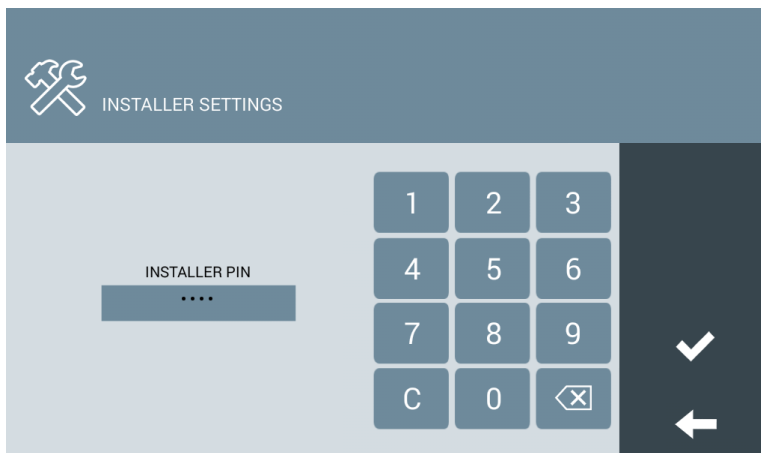 INSTALLER SETTINGS
1 2 3
INSTALLER PIN
••••
4 5 6
7 8 9
C 0